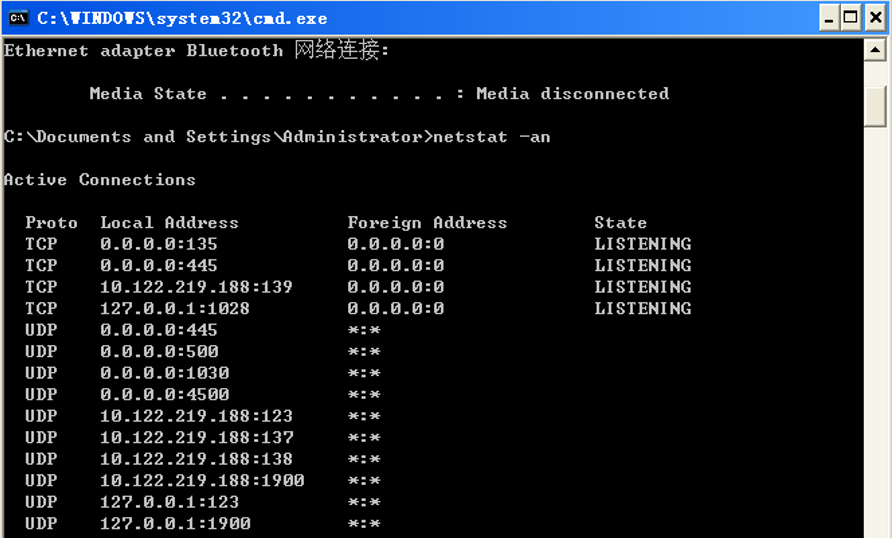 C:\WINDOWS\system32\cmd.exe
Ethernet adapter Bluetooth 网络连接:
Media State . . . . . . . . . . . : Media disconnected
C:\Documents and Settings\Administrator>netstat -an
Active Connections
Proto  Local Address          Foreign Address        State
TCP    0.0.0.0:135            0.0.0.0:0              LISTENING
TCP    0.0.0.0:445            0.0.0.0:0              LISTENING
TCP    10.122.219.188:139     0.0.0.0:0              LISTENING
TCP    127.0.0.1:1028         0.0.0.0:0              LISTENING
UDP    0.0.0.0:445            *:*
UDP    0.0.0.0:500            *:*
UDP    0.0.0.0:1030           *:*
UDP    0.0.0.0:4500           *:*
UDP    10.122.219.188:123     *:*
UDP    10.122.219.188:137     *:*
UDP    10.122.219.188:138     *:*
UDP    10.122.219.188:1900    *:*
UDP    127.0.0.1:123          *:*
UDP    127.0.0.1:1900         *:*